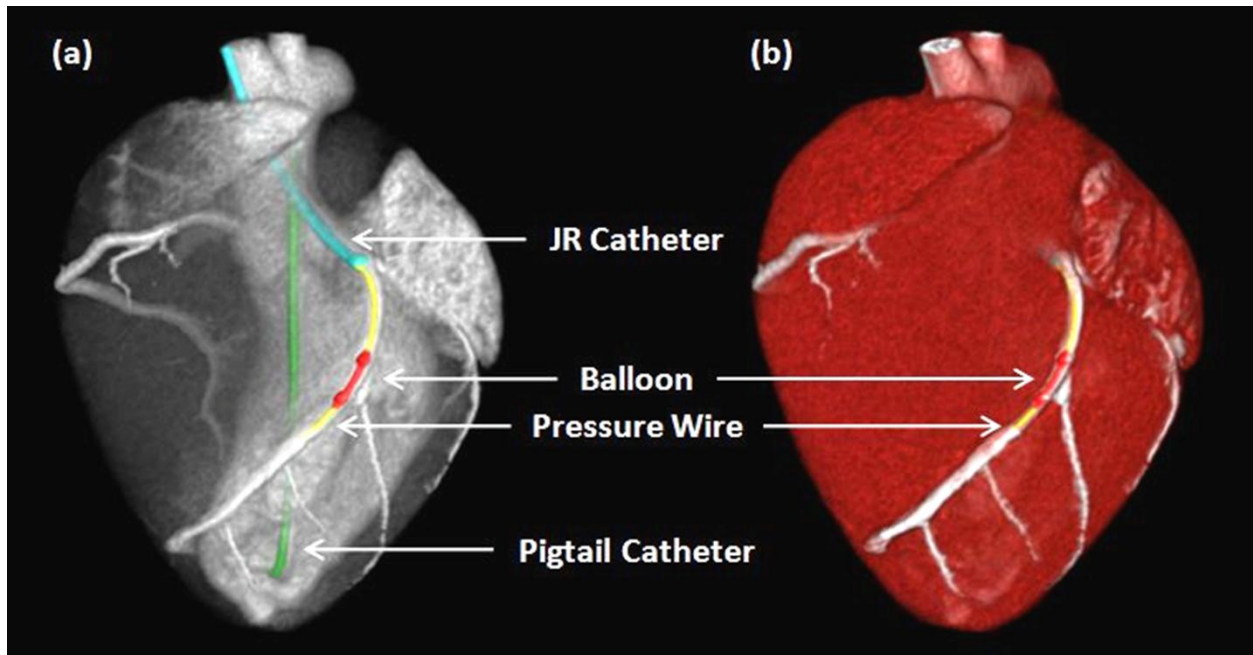 (a)
(b)
JR Catheter
Balloon
Pressure Wire
Pigtail Catheter